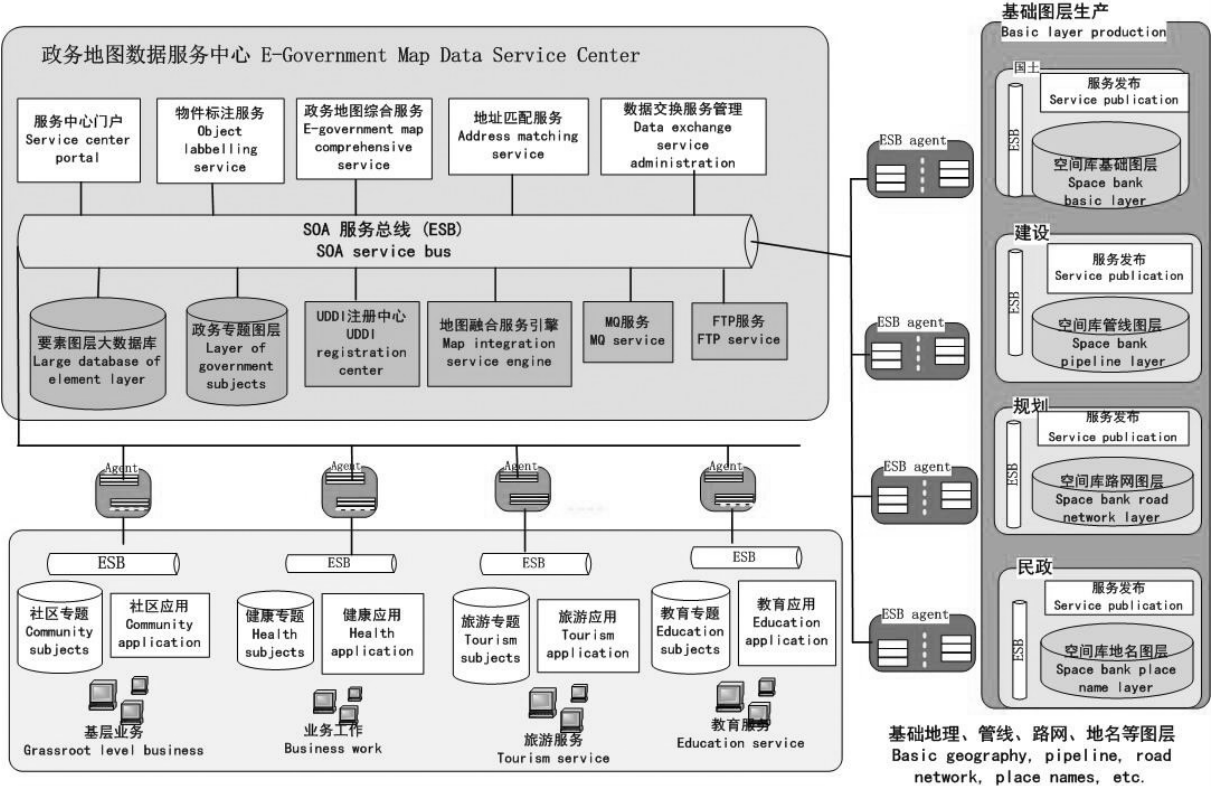 政务地图数据服务中心 E-Government Map Data Service Center
服务中心门户
Service center
portal
物件标注服务
Object
labbelling
service
政务地图综合服务
E-government map
comprehensive
service
地址匹配服务
Address matching
service
数据交换服务管理
Data exchange
service
administration
SOA 服务总线 (ESB)
SOA service bus
要素图层大数据库
Large database of
element layer
政务专题图层
Layer of
government
subjects
UDDI注册中心
UDDI
registration
center
地图融合服务引擎
Map integration
service engine
MQ服务
MQ service
FTP服务
FTP service
Agent
Agent
Agent
Agent
ESB
ESB
ESB
ESB
社区专题
Community
subjects
社区应用
Community
application
健康专题
Health
subjects
健康应用
Health
application
旅游专题
Tourism
subjects
旅游应用
Tourism
application
教育专题
Education
subjects
教育应用
Education
application
基层业务
Grassroot level business
业务工作
Business work
旅游服务
Tourism service
教育服务
Education service
ESB agent
ESB agent
ESB agent
ESB agent
基础图层生产
Basic layer production
国土
ESB
服务发布
Service publication
空间库基础图层
Space bank
basic layer
建设
ESB
服务发布
Service publication
空间库管线图层
Space bank
pipeline layer
规划
ESB
服务发布
Service publication
空间库路网图层
Space bank road
network layer
民政
ESB
服务发布
Service publication
空间库地名图层
Space bank place
name layer
基础地理、管线、路网、地名等图层
Basic geography, pipeline, road
network, place names, etc.